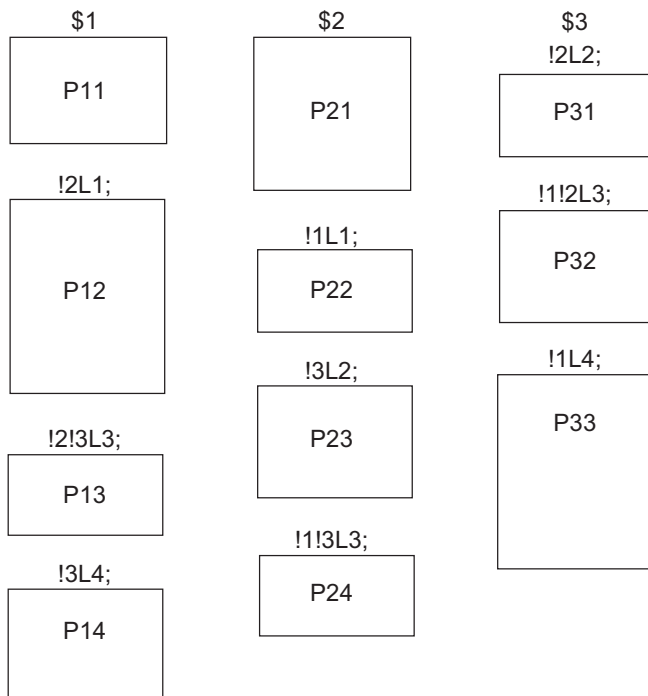 $1
P11
!2L1;
P12
!2!3L3;
P13
!3L4;
P14
$2
P21
!1L1;
P22
!3L2;
P23
!1!3L3;
P24
$3
!2L2;
P31
!1!2L3;
P32
!1L4;
P33